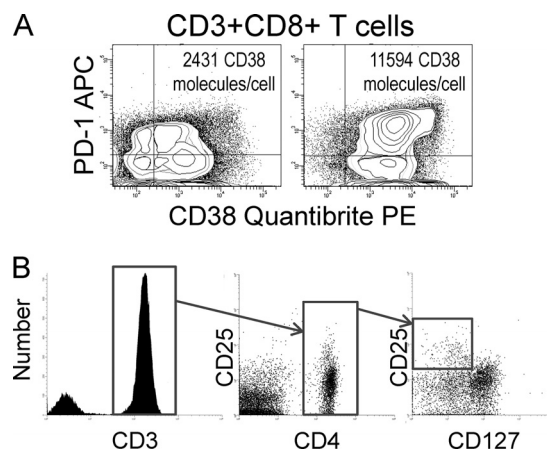 A
CD3+CD8+ T cells
2431 CD38
molecules/cell
11594 CD38
molecules/cell
PD-1 APC
CD38 Quantibrite PE
B
Number
CD25
CD25
CD3
CD4
CD127